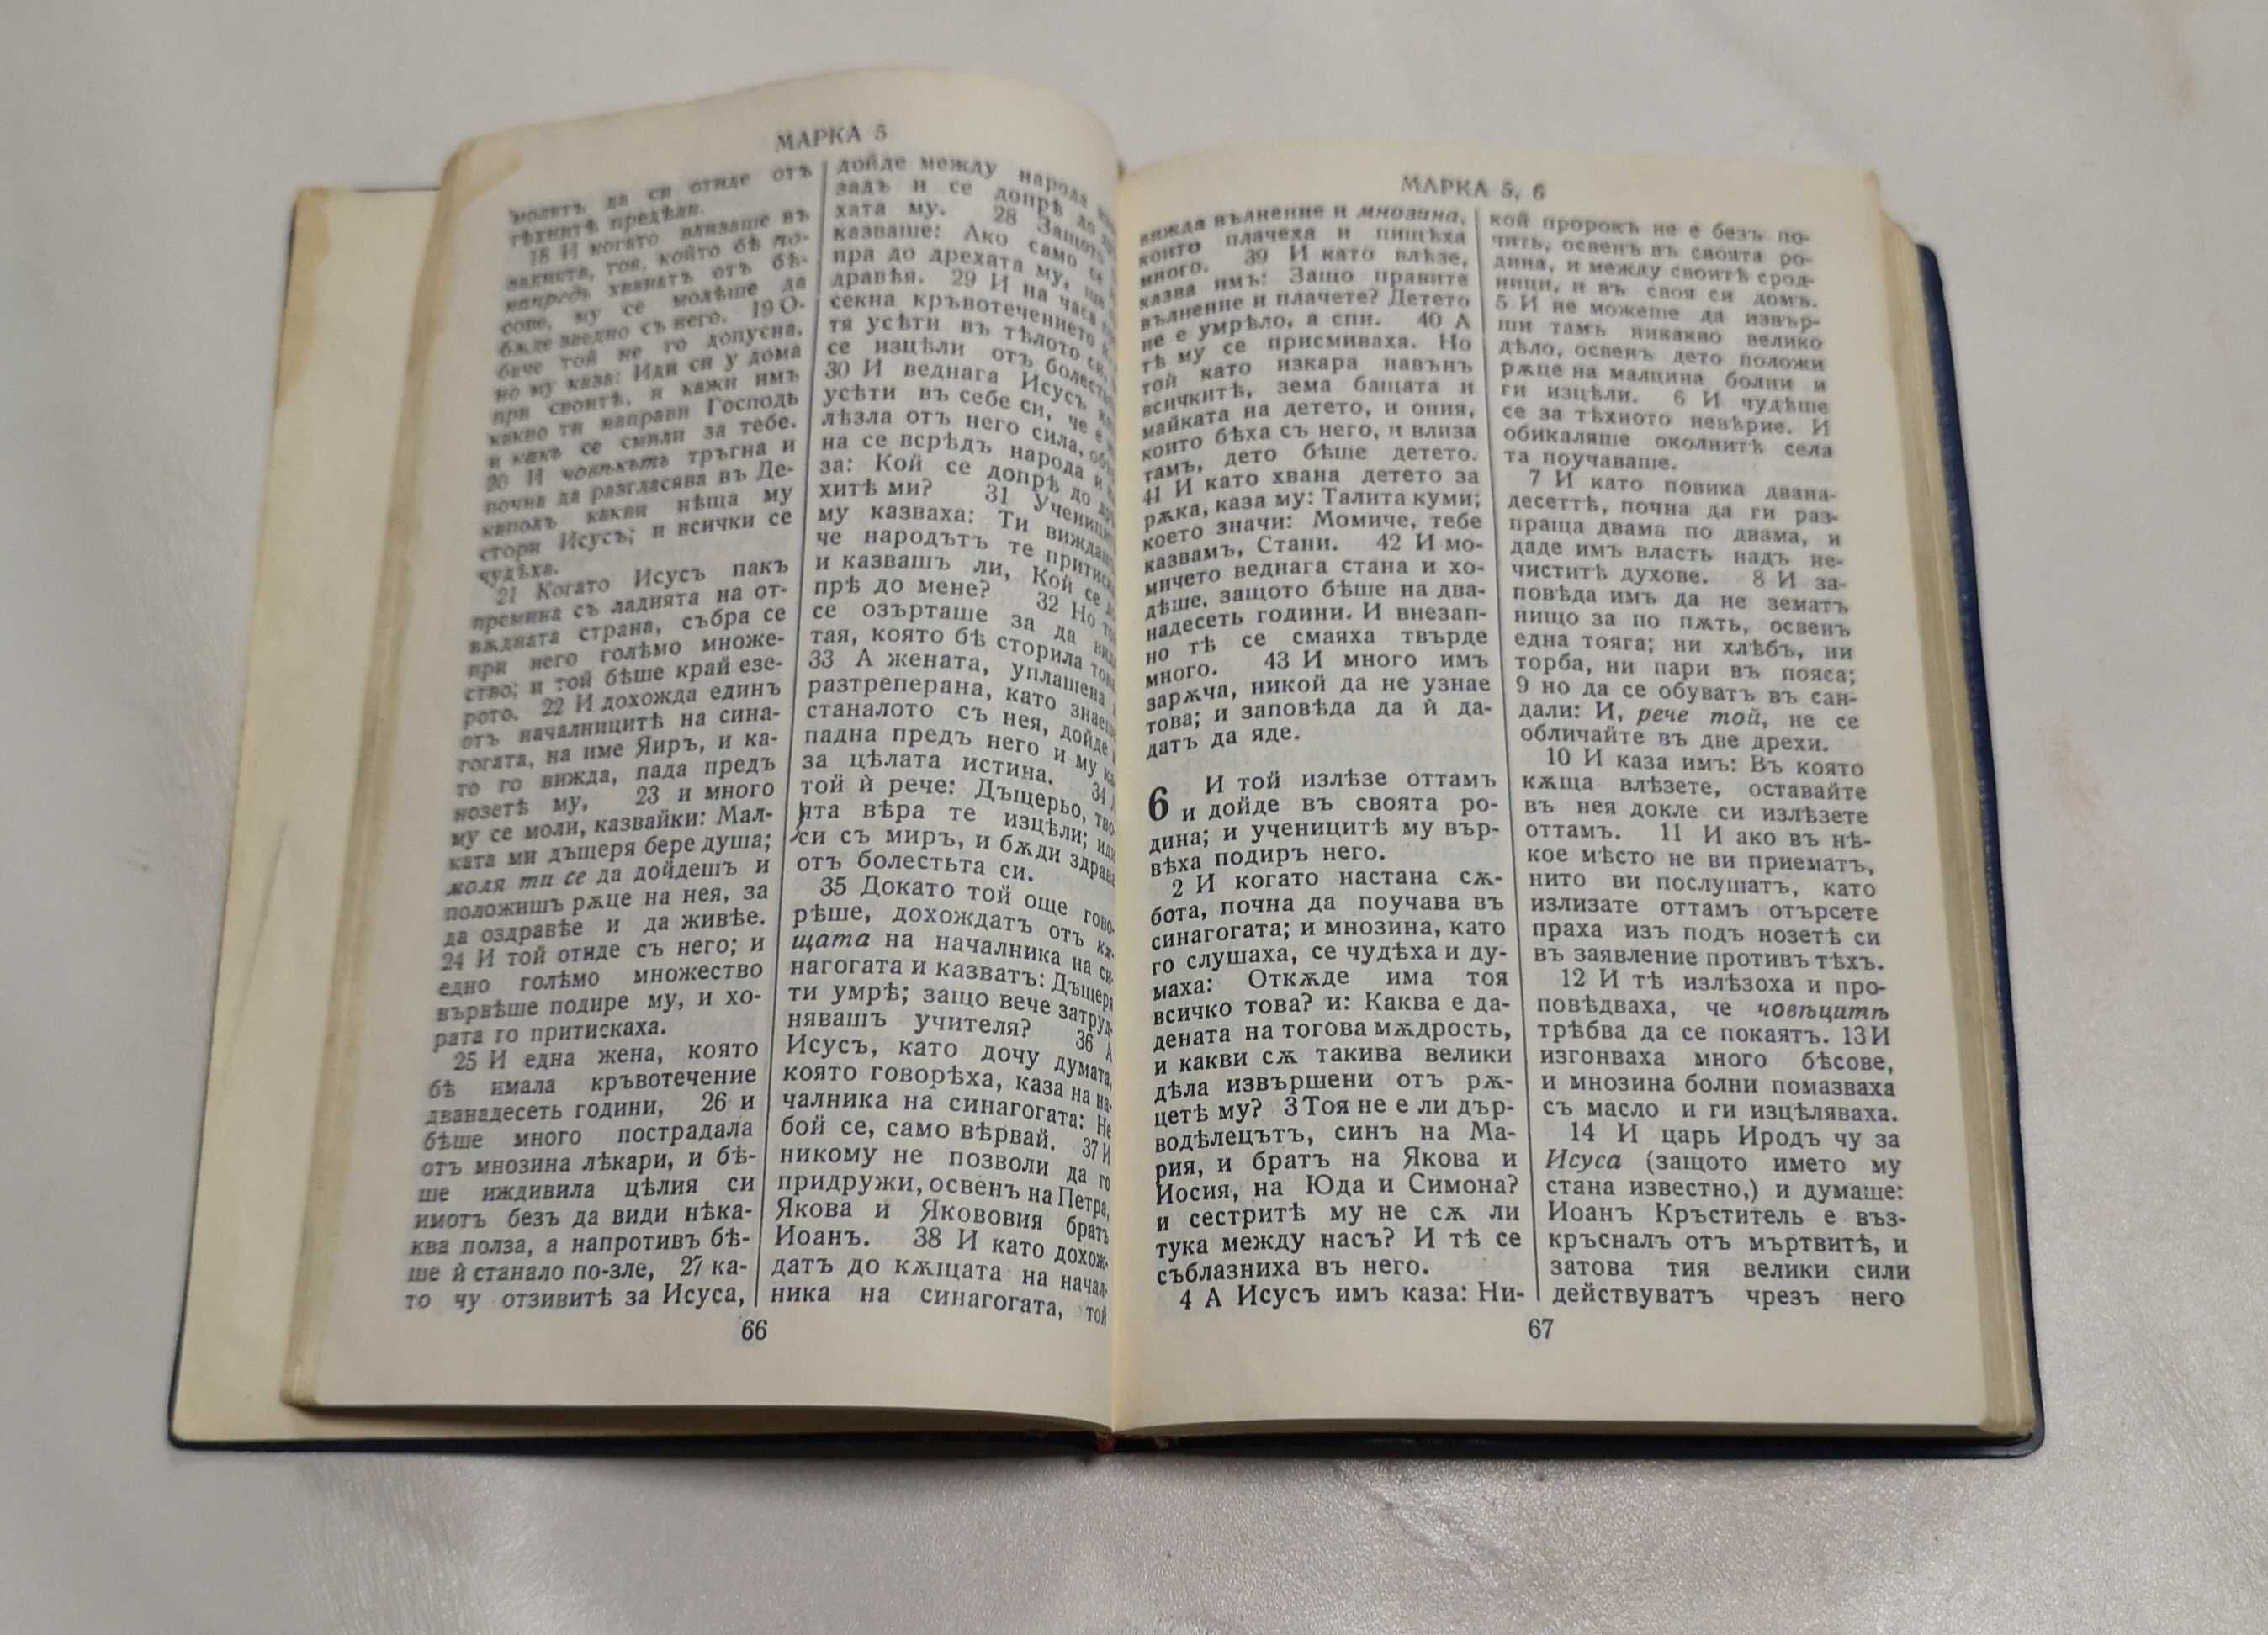 МАРКА 5
молятъ да си отиде отъ
тѣхнитѣ предѣли.
18 И когато влизаше въ
ладията, тоя, който бѣ по-
напредъ хванатъ отъ бѣ-
сове, му се молѣше да
бѫде заедно съ него. 19 О-
баче той не го допусна,
но му каза: Иди си у дома
при своитѣ, и кажи имъ
какво ти направи Господь
и какъ се смили за тебе.
20 И човѣкътъ тръгна и
почна да разгласява въ Де-
каполъ какви нѣща му
стори Исусъ; и всички се
чудѣха.
21 Когато Исусъ пакъ
премина съ ладията на от-
вѫдната страна, събра се
при него голѣмо множе-
ство; и той бѣше край езе-
рото. 22 И дохожда единъ
отъ началницитѣ на сина-
гогата, на име Яиръ, и ка-
то го вижда, пада предъ
нозетѣ му, 23 и много
му се моли, казвайки: Мал-
ката ми дъщеря бере душа;
моля ти се да дойдешъ и
положишъ рѫце на нея, за
да оздравѣе и да живѣе.
24 И той отиде съ него; и
едно голѣмо множество
вървѣше подире му, и хо-
рата го притискаха.
25 И една жена, която
бѣ имала кръвотечение
дванадесеть години, 26 и
бѣше много пострадала
отъ мнозина лѣкари, и бѣ-
ше иждивила цѣлия си
имотъ безъ да види нѣка-
ква полза, а напротивъ бѣ-
ше ѝ станало по-зле, 27 ка-
то чу отзивитѣ за Исуса,
дойде между народа
задъ и се допрѣ до
хата му. 28 Защото
казваше: Ако само се
пра до дрехата му, ще
дравѣя. 29 И на часа
секна кръвотечението
тя усѣти въ тѣлото си,
се изцѣли отъ болестьта
30 И веднага Исусъ
усѣти въ себе си, че е
лѣзла отъ него сила,
на се всрѣдъ народа и
за: Кой се допрѣ до
хитѣ ми? 31 Ученицитѣ
му казваха: Ти виждашъ
че народътъ те притиска
и казвашъ ли, Кой се
прѣ до мене? 32 Но той
се озърташе за да види
тая, която бѣ сторила това
33 А жената, уплашена и
разтреперана, като знаеше
станалото съ нея, дойде и
падна предъ него и му ка
за цѣлата истина. 34 А
той ѝ рече: Дъщерьо, тво-
ята вѣра те изцѣли; иди
си съ миръ, и бѫди здрава
отъ болестьта си.
35 Докато той още гово-
рѣше, дохождатъ отъ кѫ-
щата на началника на си-
нагогата и казватъ: Дъщеря
ти умрѣ; защо вече затруд-
нявашъ учителя? 36 А
Исусъ, като дочу думата,
която говорѣха, каза на на-
чалника на синагогата: Не
бой се, само вѣрвай. 37 И
никому не позволи да го
придружи, освенъ на Петра,
Якова и Якововия братъ
Иоанъ. 38 И като дохож-
датъ до кѫщата на начал-
ника на синагогата, той
66
МАРКА 5, 6
вижда вълнение и мнозина,
които плачеха и пищѣха
много. 39 И като влѣзе,
казва имъ: Защо правите
вълнение и плачете? Детето
не е умрѣло, а спи. 40 А
тѣ му се присмиваха. Но
той като изкара навънъ
всичкитѣ, зема бащата и
майката на детето, и ония,
които бѣха съ него, и влиза
тамъ, дето бѣше детето.
41 И като хвана детето за
рѫка, каза му: Талита куми;
което значи: Момиче, тебе
казвамъ, Стани. 42 И мо-
мичето веднага стана и хо-
дѣше, защото бѣше на два-
надесеть години. И внезап-
но тѣ се смаяха твърде
много. 43 И много имъ
зарѫча, никой да не узнае
това; и заповѣда да ѝ да-
датъ да яде.
6 И той излѣзе оттамъ
и дойде въ своята ро-
дина; и ученицитѣ му вър-
вѣха подиръ него.
2 И когато настана сѫ-
бота, почна да поучава въ
синагогата; и мнозина, като
го слушаха, се чудѣха и ду-
маха: Откѫде има тоя
всичко това? и: Каква е да-
дената на тогова мѫдрость,
и какви сѫ такива велики
дѣла извършени отъ рѫ-
цетѣ му? 3 Тоя не е ли дър-
водѣлецътъ, синъ на Ма-
рия, и братъ на Якова и
Иосия, на Юда и Симона?
и сестритѣ му не сѫ ли
тука между насъ? И тѣ се
съблазниха въ него.
4 А Исусъ имъ каза: Ни-
кой пророкъ не е безъ по-
читъ, освенъ въ своята ро-
дина, и между своитѣ срод-
ници, и въ своя си домъ.
5 И не можеше да извър-
ши тамъ никакво велико
дѣло, освенъ дето положи
рѫце на малцина болни и
ги изцѣли. 6 И чудѣше
се за тѣхното невѣрие. И
обикаляше околнитѣ села
та поучаваше.
7 И като повика двана-
десеттѣ, почна да ги раз-
праща двама по двама, и
даде имъ власть надъ не-
чиститѣ духове. 8 И за-
повѣда имъ да не зематъ
нищо за по пѫть, освенъ
една тояга; ни хлѣбъ, ни
торба, ни пари въ пояса;
9 но да се обуватъ въ сан-
дали: И, рече той, не се
обличайте въ две дрехи.
10 И каза имъ: Въ която
кѫща влѣзете, оставайте
въ нея докле си излѣзете
оттамъ. 11 И ако въ нѣ-
кое мѣсто не ви приематъ,
нито ви послушатъ, като
излизате оттамъ отърсете
праха изъ подъ нозетѣ си
въ заявление противъ тѣхъ.
12 И тѣ излѣзоха и про-
повѣдваха, че човѣцитѣ
трѣбва да се покаятъ. 13 И
изгонваха много бѣсове,
и мнозина болни помазваха
съ масло и ги изцѣляваха.
14 И царь Иродъ чу за
Исуса (защото името му
стана известно,) и думаше:
Иоанъ Кръститель е въз-
кръсналъ отъ мъртвитѣ, и
затова тия велики сили
действуватъ чрезъ него
67